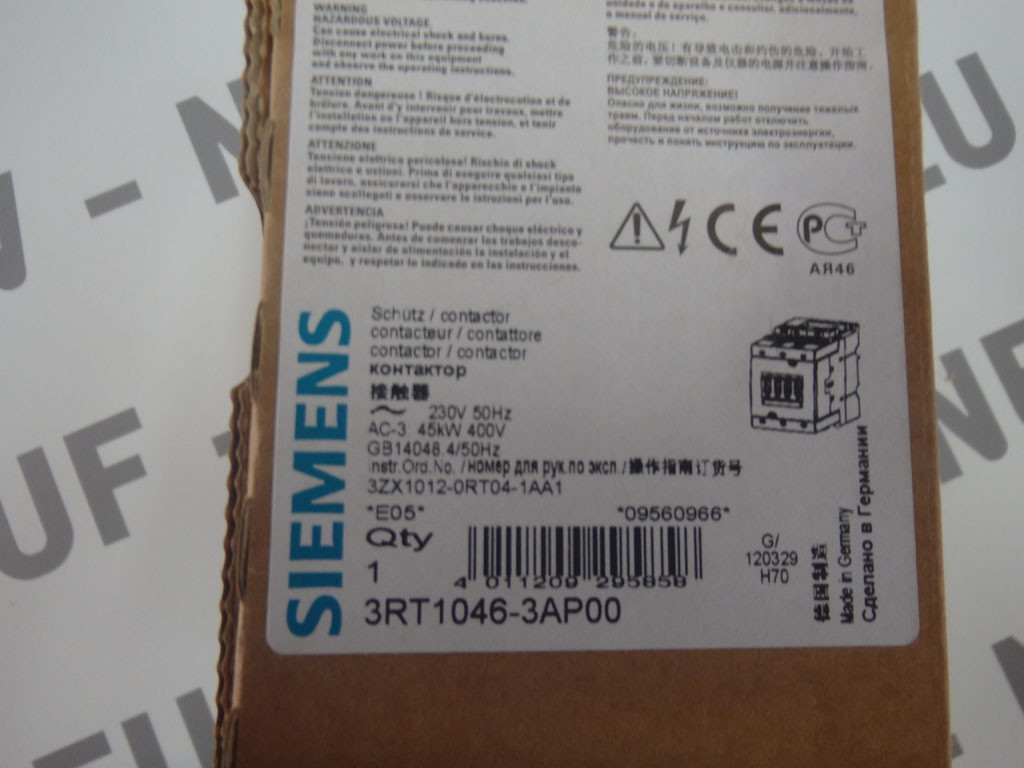 WARNING
HAZARDOUS VOLTAGE.
Can cause electrical shock and burns.
Disconnect power before proceeding
with any work on this equipment
and observe the operating instructions.
ATTENTION
Tension dangereuse ! Risque d'électrocution et de
brûlure. Avant d'y intervenir pour travaux, mettre
l'installation ou l'appareil hors tension, et tenir
compte des instructions de service.
ATTENZIONE
Tensione elettrica pericolosa! Rischio di shock
elettrico e ustioni. Prima di eseguire qualsiasi tipo
di lavoro, assicurarsi che l'apparecchio e l'impianto
siano scollegati e osservare le istruzioni per l'uso.
ADVERTENCIA
¡Tensión peligrosa! Puede causar choque eléctrico y
quemaduras. Antes de comenzar los trabajos desco-
nectar y aislar de alimentación la instalación y el
equipo, y respetar lo indicado en las instrucciones.
unidade o de aparelho e consultar, adicionalmente,
o manual de serviço.
警告:
危险的电压! 有导致电击和灼伤的危险。开始工
作之前, 要切断设备及仪器的电源并注意操作指南。
ПРЕДУПРЕЖДЕНИЕ:
ВЫСОКОЕ НАПРЯЖЕНИЕ!
Опасно для жизни, возможно получение тяжелых
травм. Перед началом работ отключить
оборудование от источника электроэнергии,
прочесть и понять инструкцию по эксплуатации.
CE PCT
АЯ46
SIEMENS
Schütz / contactor
contacteur / contattore
contactor / contactor
контактор
接触器
~ 230V 50Hz
AC-3: 45kW 400V
GB14048.4/50Hz
Instr.Ord.No. /номер для рук.по эксп./操作指南订货号
3ZX1012-0RT04-1AA1
*E05* *09560966*
Qty
1
4 011209 295858
3RT1046-3AP00
G/
120329
H70
德国制造
Made in Germany
Сделано в Германии